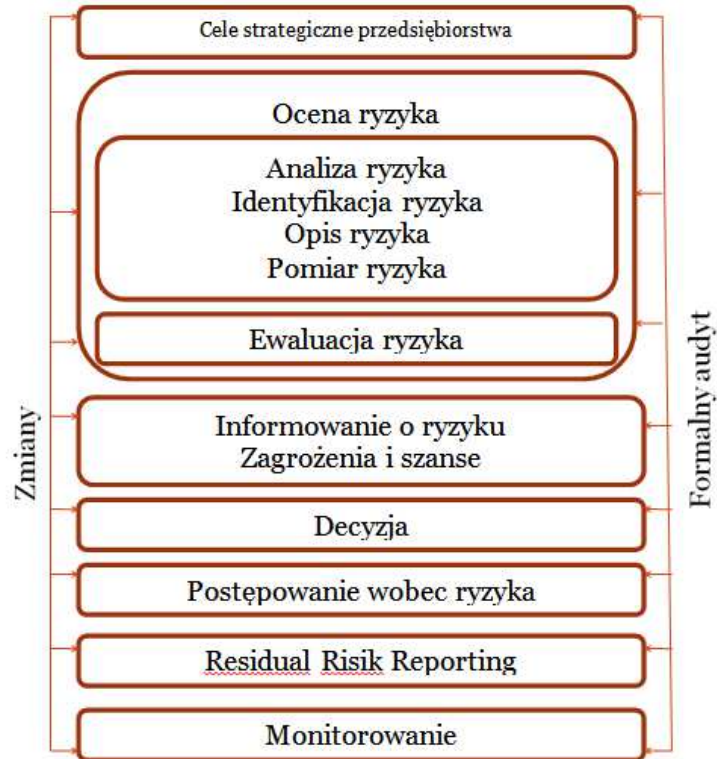 Cele strategiczne przedsiębiorstwa
Ocena ryzyka
Analiza ryzyka
Identyfikacja ryzyka
Opis ryzyka
Pomiar ryzyka
Ewaluacja ryzyka
Informowanie o ryzyku
Zagrożenia i szanse
Decyzja
Postępowanie wobec ryzyka
Residual Risik Reporting
Monitorowanie
Zmiany
Formalny audyt